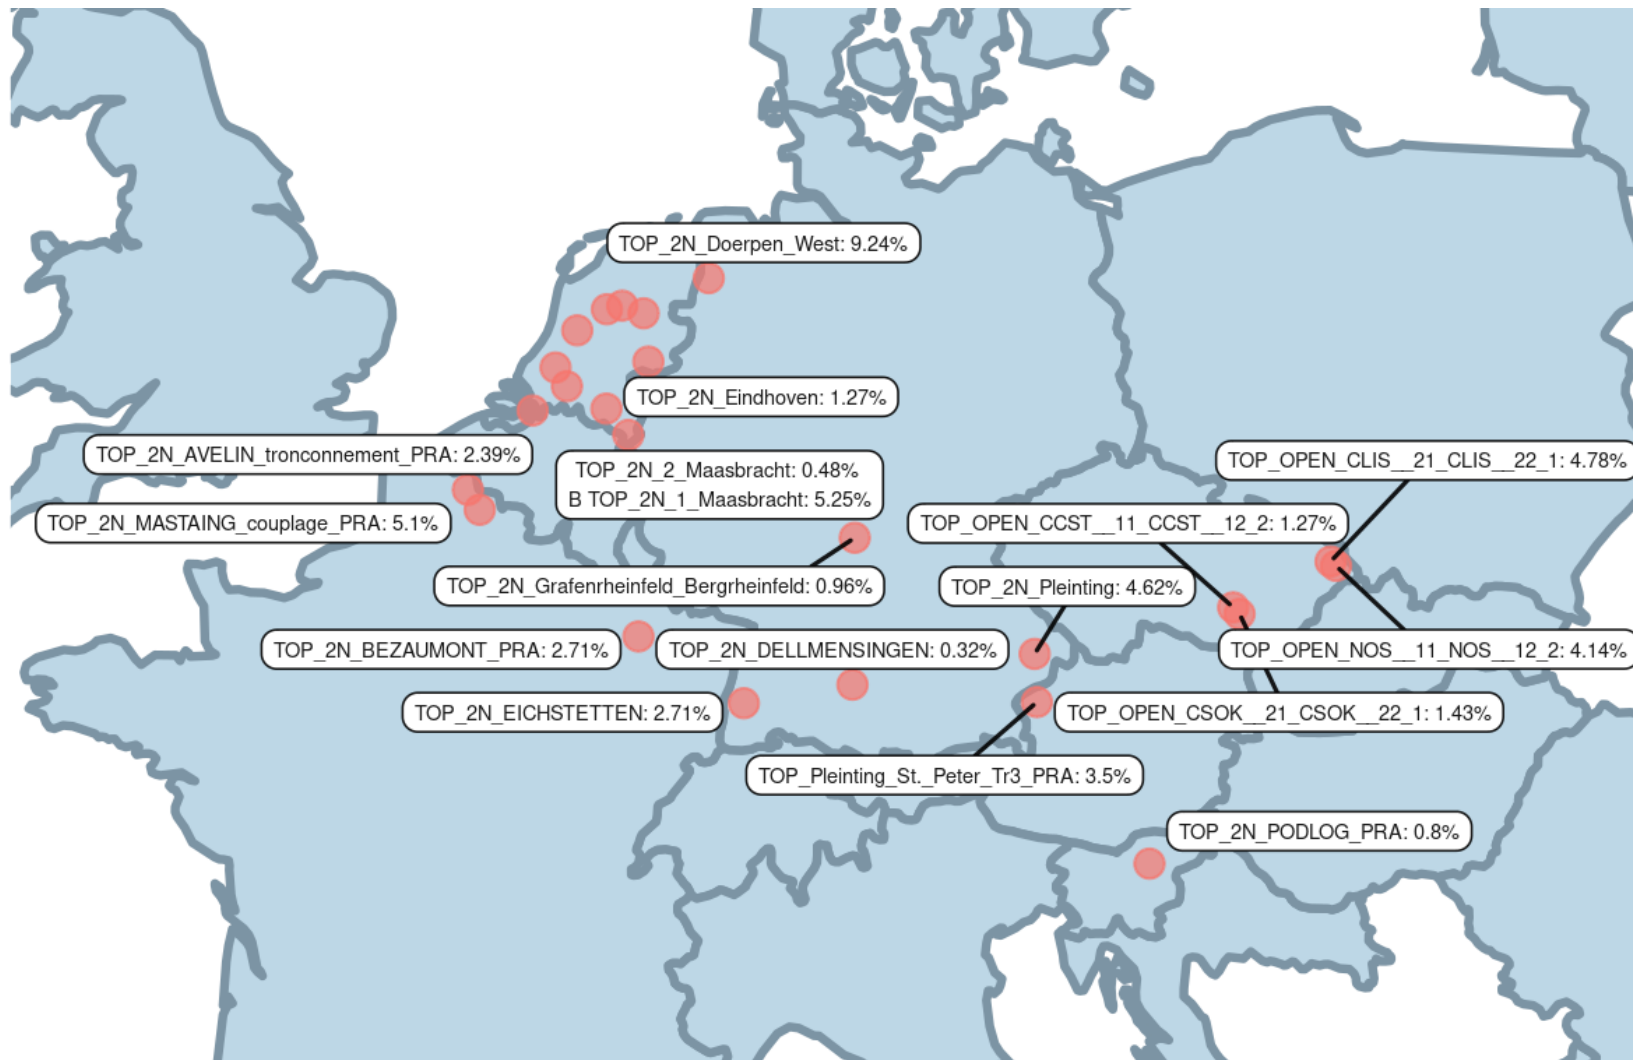 TOP_2N_Doerpen_West: 9.24%
TOP_2N_Eindhoven: 1.27%
TOP_2N_AVELIN_tronconnement_PRA: 2.39%
TOP_OPEN_CLIS__21_CLIS__22_1: 4.78%
TOP_2N_2_Maasbracht: 0.48%
B TOP_2N_1_Maasbracht: 5.25%
TOP_2N_MASTAING_couplage_PRA: 5.1%
TOP_OPEN_CCST__11_CCST__12_2: 1.27%
TOP_2N_Grafenrheinfeld_Bergrheinfeld: 0.96%
TOP_2N_Pleinting: 4.62%
TOP_2N_BEZAUMONT_PRA: 2.71%
TOP_2N_DELLMENSINGEN: 0.32%
TOP_OPEN_NOS__11_NOS__12_2: 4.14%
TOP_2N_EICHSTETTEN: 2.71%
TOP_OPEN_CSOK__21_CSOK__22_1: 1.43%
TOP_Pleinting_St._Peter_Tr3_PRA: 3.5%
TOP_2N_PODLOG_PRA: 0.8%